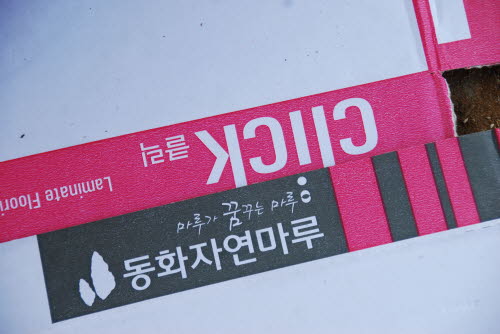 click 클릭
Laminate Floori
마루가 꿈꾸는 마루
동화자연마루